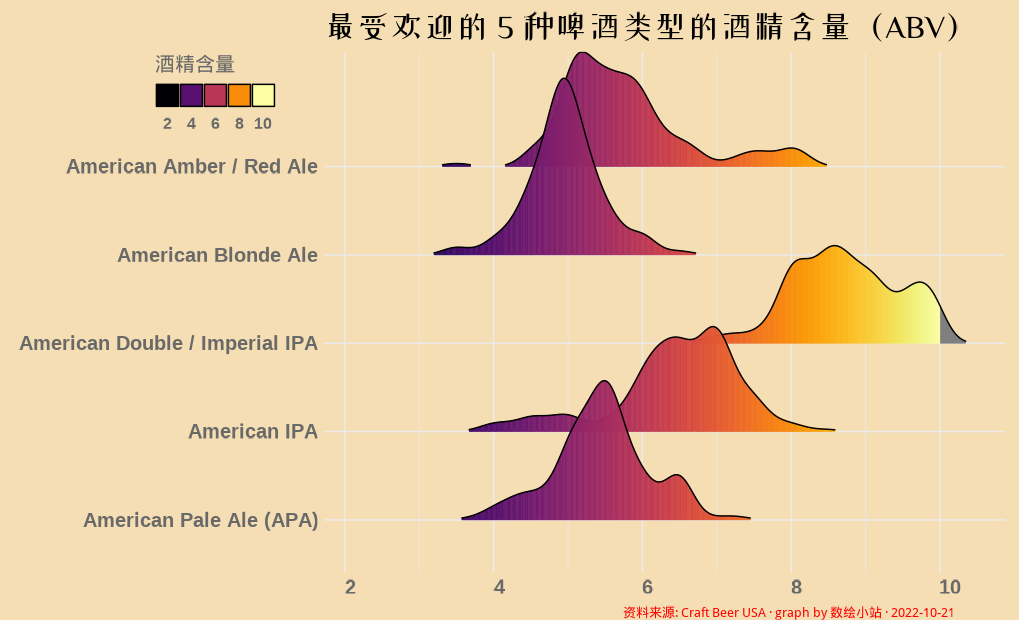 最受欢迎的 5 种啤酒类型的酒精含量（ABV）
酒精含量
2 4 6 8 10
American Amber / Red Ale
American Blonde Ale
American Double / Imperial IPA
American IPA
American Pale Ale (APA)
2 4 6 8 10
资料来源: Craft Beer USA · graph by 数绘小站 · 2022-10-21